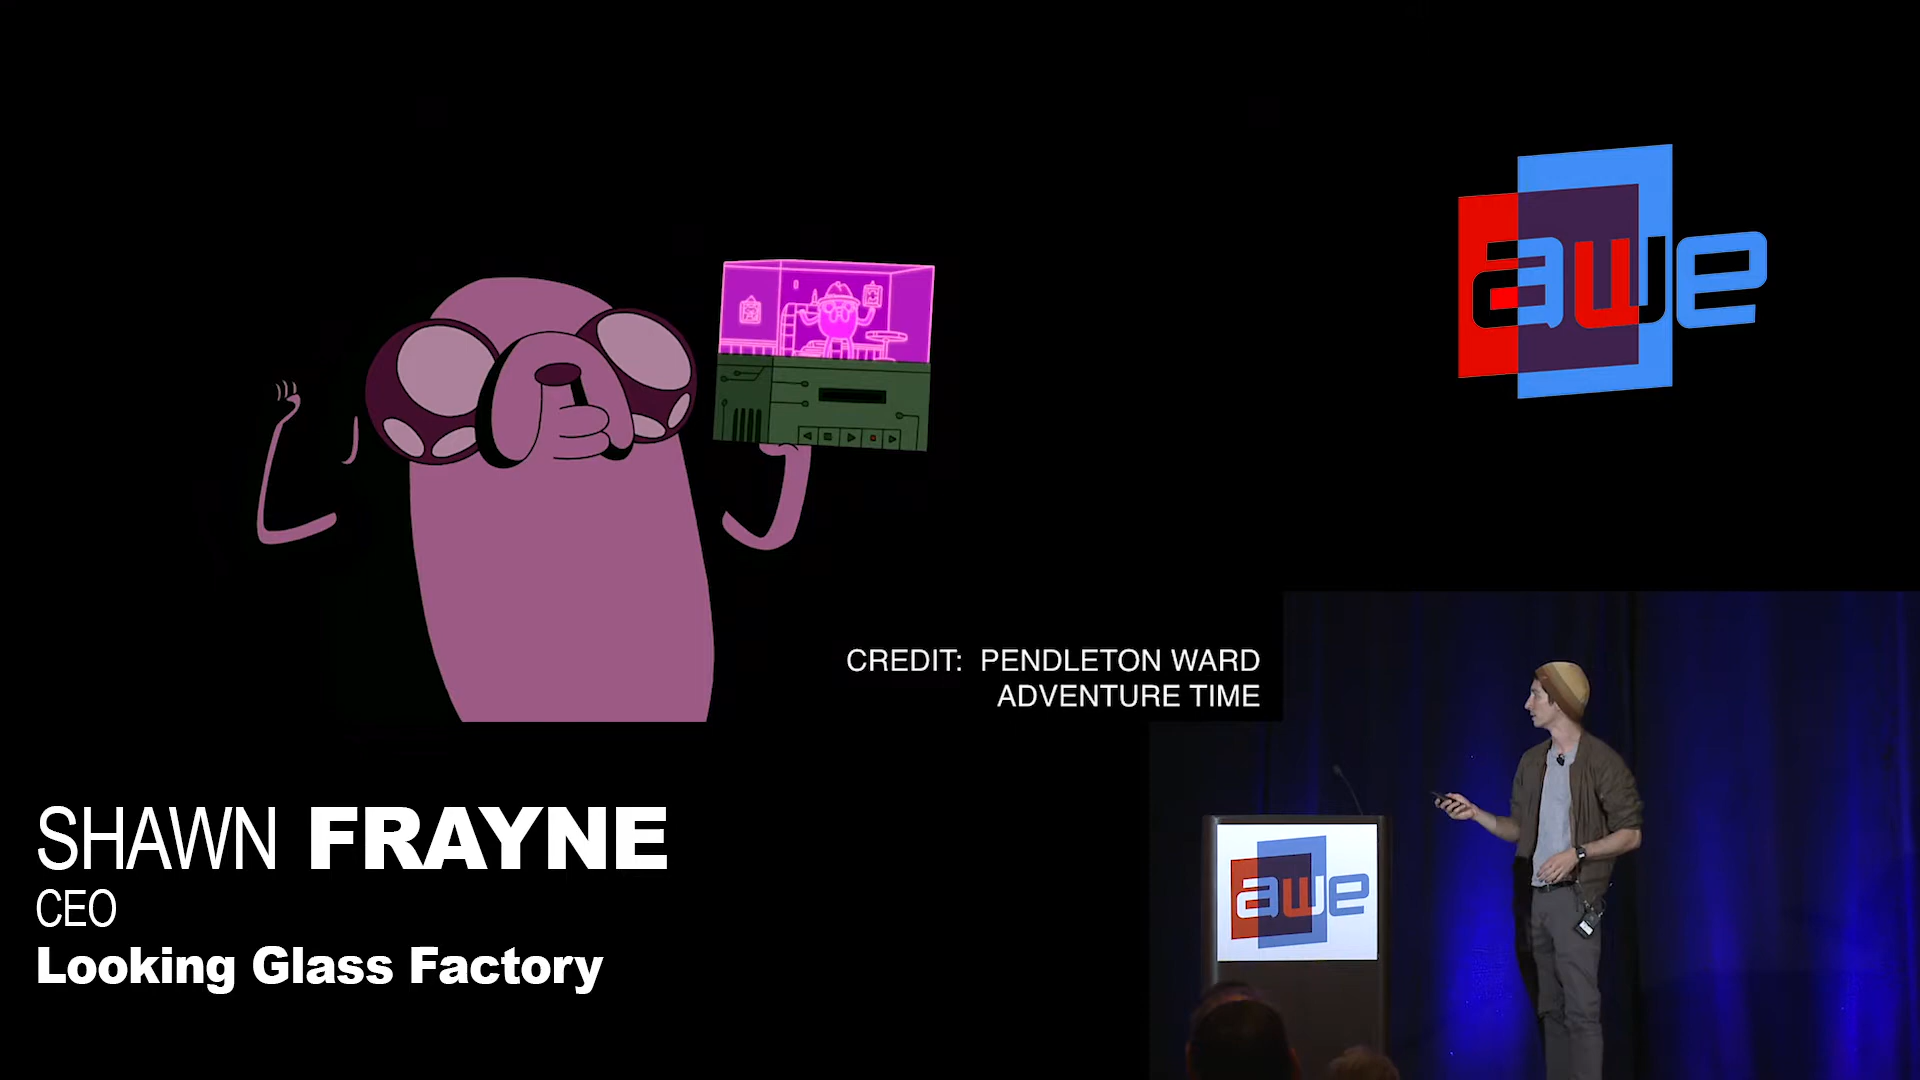 awe
CREDIT: PENDLETON WARD
ADVENTURE TIME
SHAWN FRAYNE
CEO
Looking Glass Factory
awe